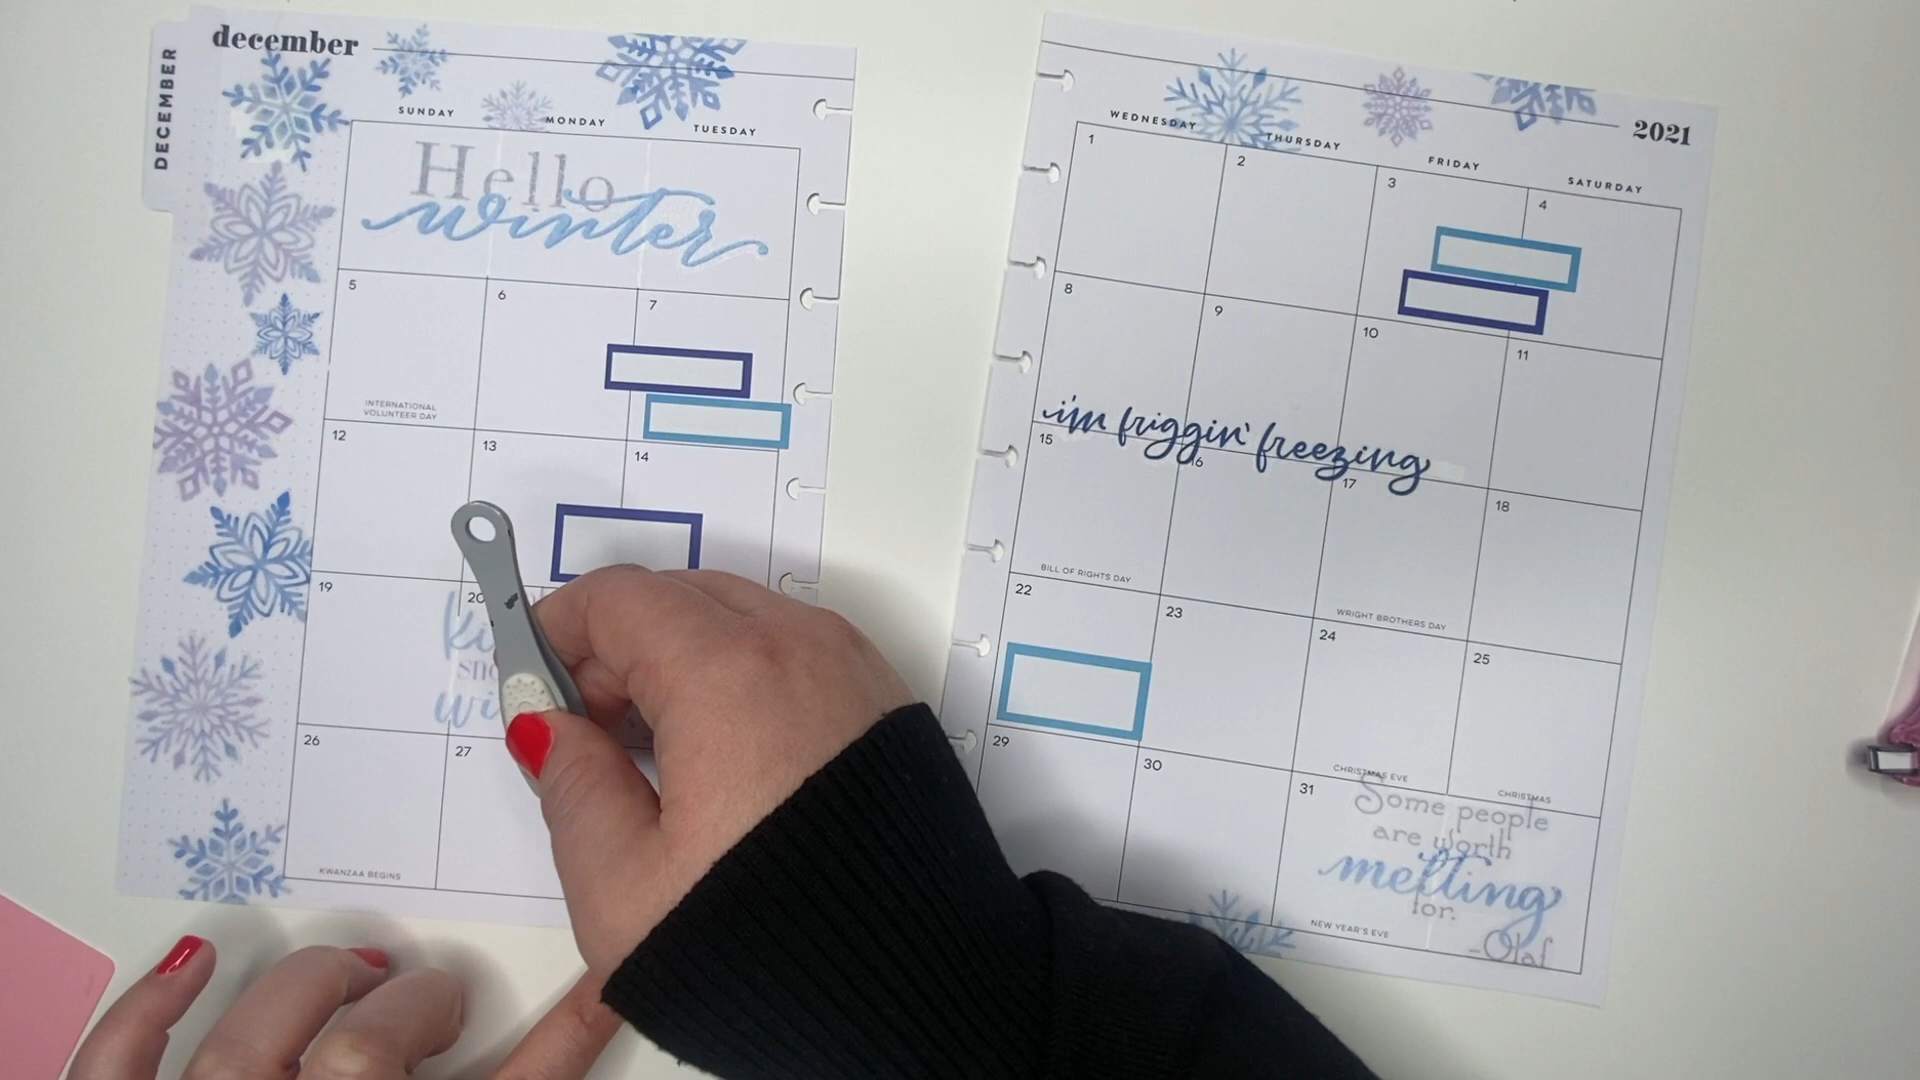 december
DECEMBER
SUNDAY MONDAY TUESDAY
Hello
winter
5 6 7
INTERNATIONAL
VOLUNTEER DAY
12 13 14
19 20
26 27
KWANZAA BEGINS
2021
WEDNESDAY THURSDAY FRIDAY SATURDAY
1 2 3 4
8 9 10 11
i'm friggin' freezing
15 16 17 18
BILL OF RIGHTS DAY
WRIGHT BROTHERS DAY
22 23 24 25
CHRISTMAS EVE
CHRISTMAS
29 30 31
Some people
are worth
melting
for.
-Olaf
NEW YEAR'S EVE